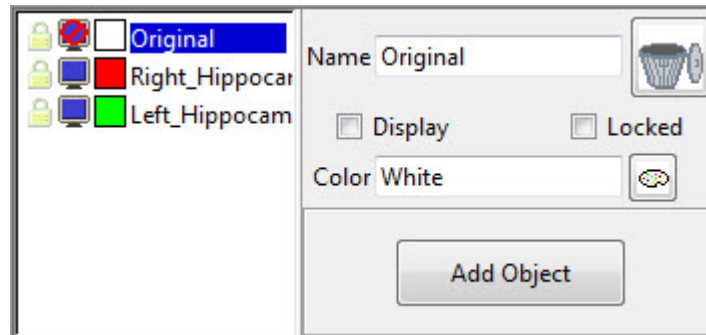 Original
Right_Hippocar
Left_Hippocam
Name Original
Display Locked
Color White
Add Object